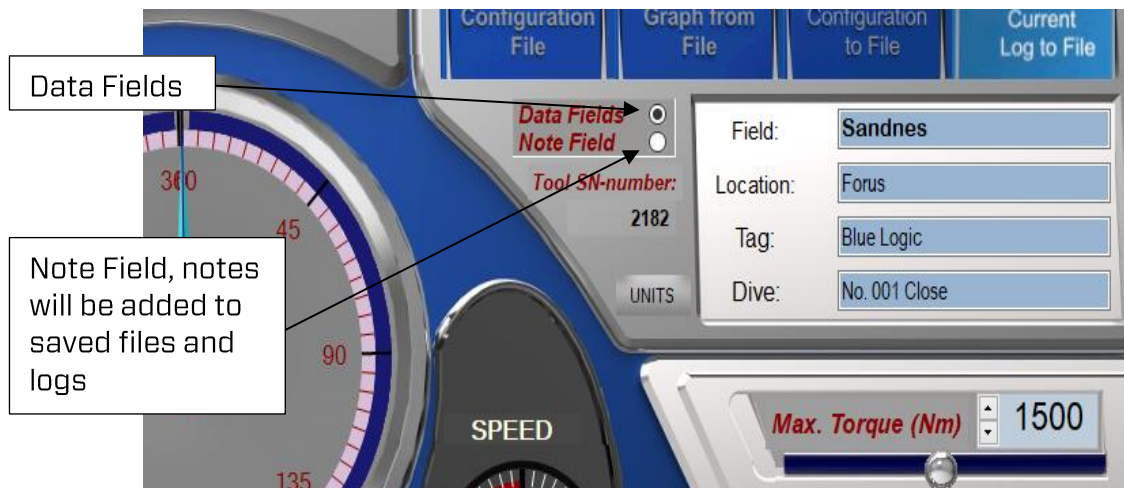 Configuration
File
Graph from
File
Configuration
to File
Current
Log to File
Data Fields
Data Fields
Note Field
Tool SN-number:
2182
UNITS
Field:
Sandnes
Location:
Forus
Tag:
Blue Logic
Dive:
No. 001 Close
360
45
90
135
Note Field, notes
will be added to
saved files and
logs
SPEED
Max. Torque (Nm)
1500